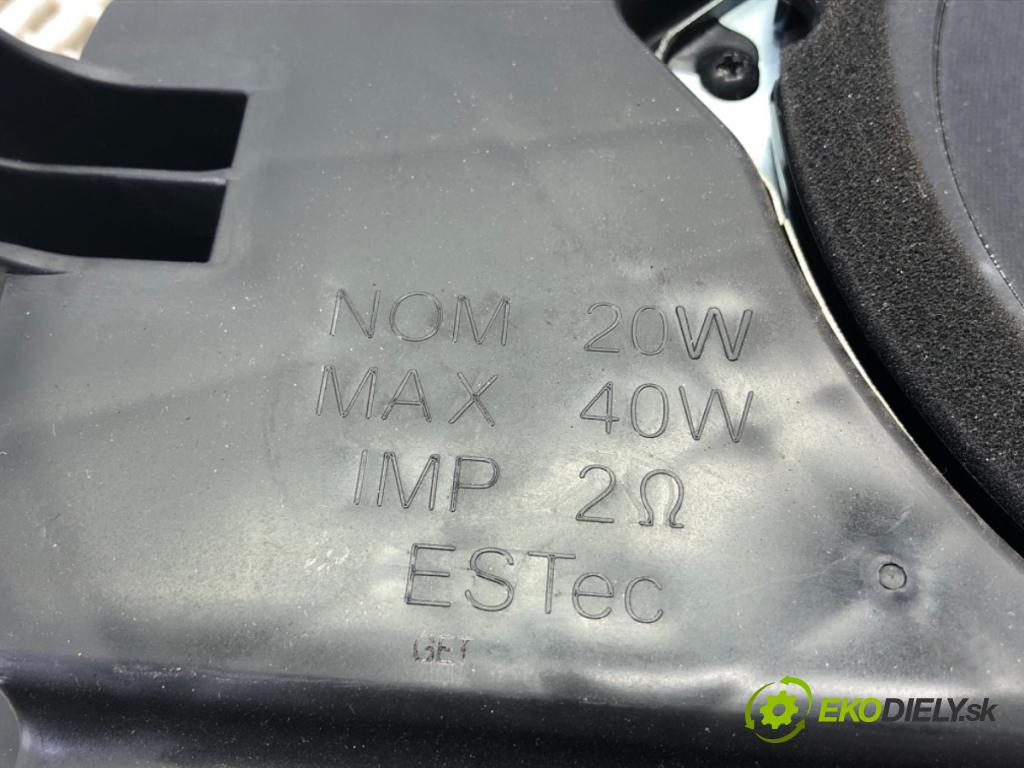 NOM 20W
MAX 40W
IMP 2Ω
ESTec
EKODIELY.sk